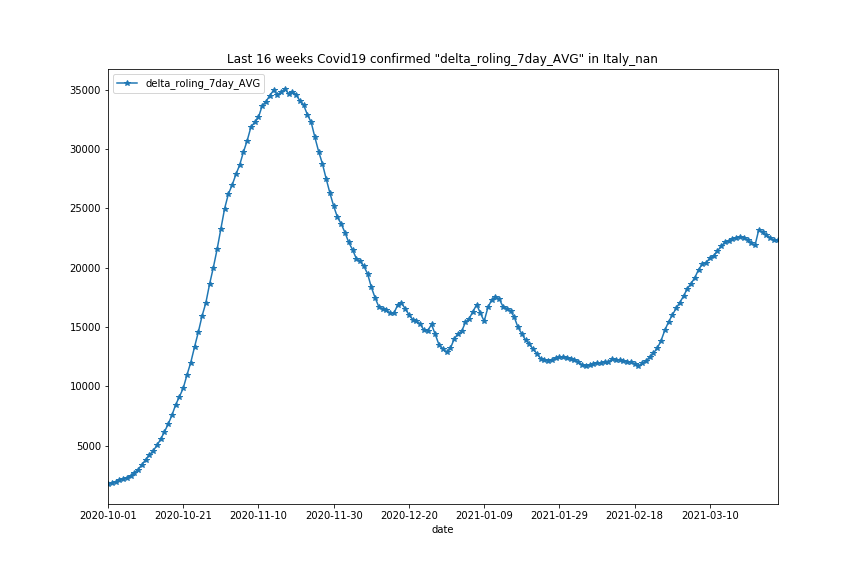 Last 16 weeks Covid19 confirmed "delta_roling_7day_AVG" in Italy_nan
delta_roling_7day_AVG
35000
30000
25000
20000
15000
10000
5000
2020-10-01 2020-10-21 2020-11-10 2020-11-30 2020-12-20 2021-01-09 2021-01-29 2021-02-18 2021-03-10
date